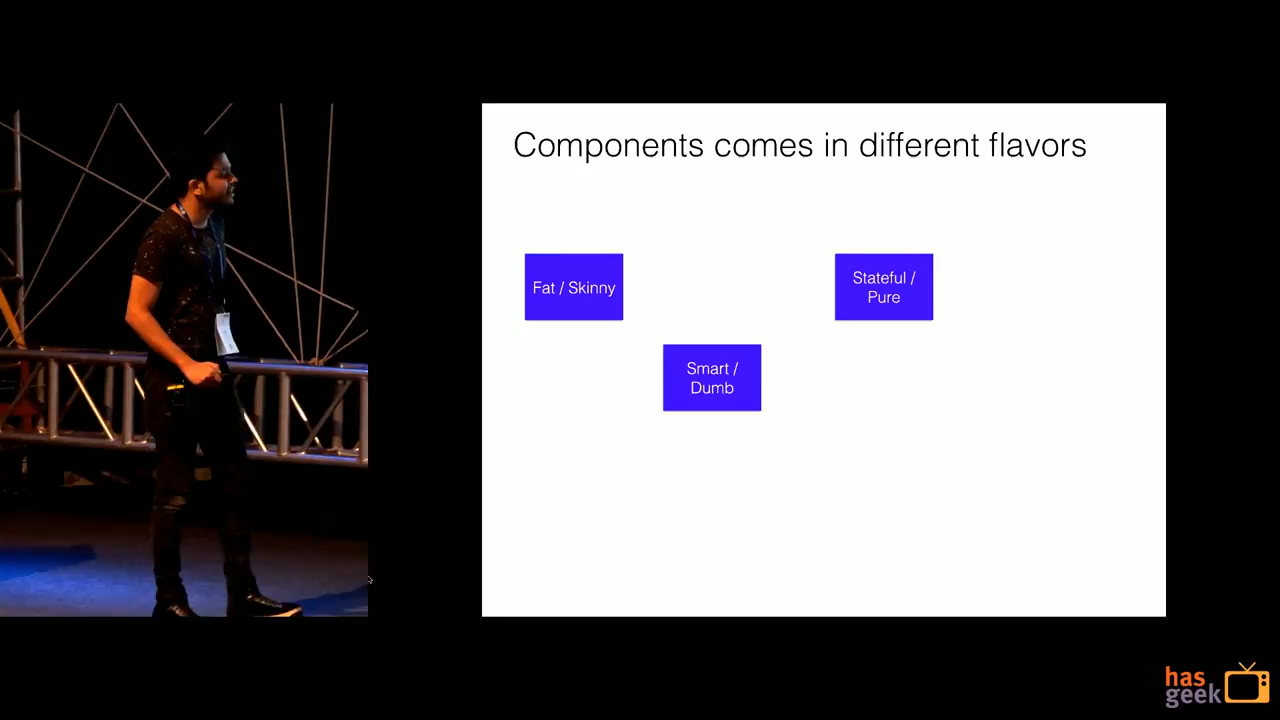 Components comes in different flavors
Fat / Skinny
Stateful /
Pure
Smart /
Dumb
has
geek